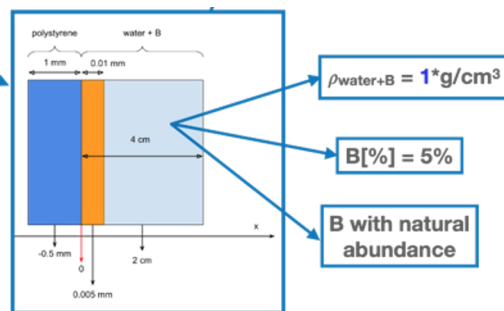 polystyrene
water + B
1 mm
0.01 mm
4 cm
x
-0.5 mm
0
2 cm
0.005 mm
ρwater+B = 1*g/cm³
B[%] = 5%
B with natural
abundance